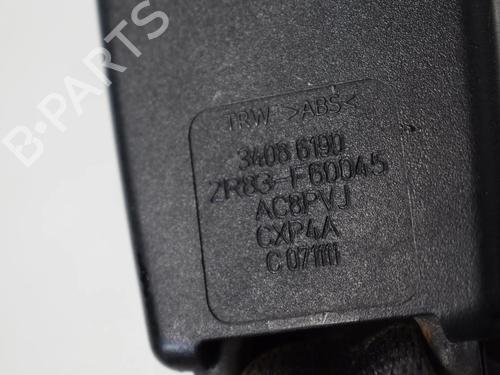 B-PARTS
TRW >ABS<
3406 6190
2R83-F60045
AC8PVJ
CXP4A
C 071111